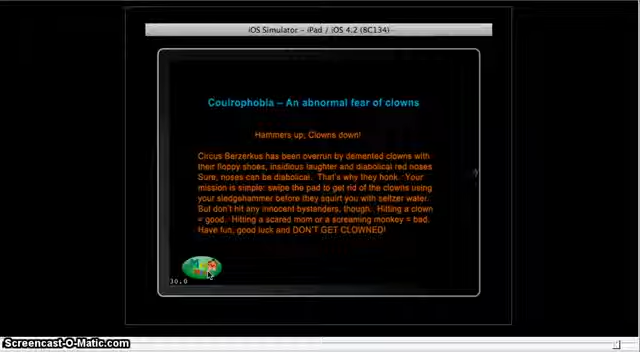 iOS Simulator – iPad / iOS 4.2 (8C134)
Coulrophobia – An abnormal fear of clowns
Hammers up, Clowns down!
Circus Berzerkus has been overrun by demented clowns with
their floppy shoes, insidious laughter and diabolical red noses
Sure, noses can be diabolical. That's why they honk. Your
mission is simple: swipe the pad to get rid of the clowns using
your sledgehammer before they squirt you with seltzer water.
But don't hit any innocent bystanders, though. Hitting a clown
= good. Hitting a scared mom or a screaming monkey = bad.
Have fun, good luck and DON'T GET CLOWNED!
30.0
Screencast-O-Matic.com